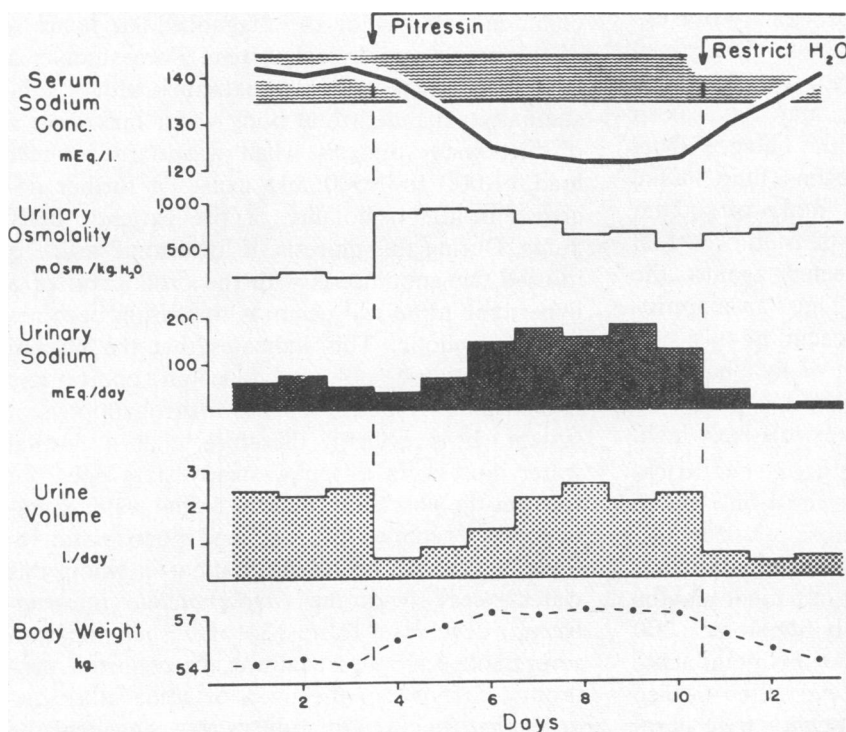 Pitressin
Restrict H2O
Serum
Sodium
Conc.
mEq./l.
140
130
120
Urinary
Osmolality
mOsm./kg. H2O
1,000
500
Urinary
Sodium
mEq./day
200
100
Urine
Volume
l./day
3
2
1
Body Weight
kg.
57
54
2 4 6 8 10 12
Days